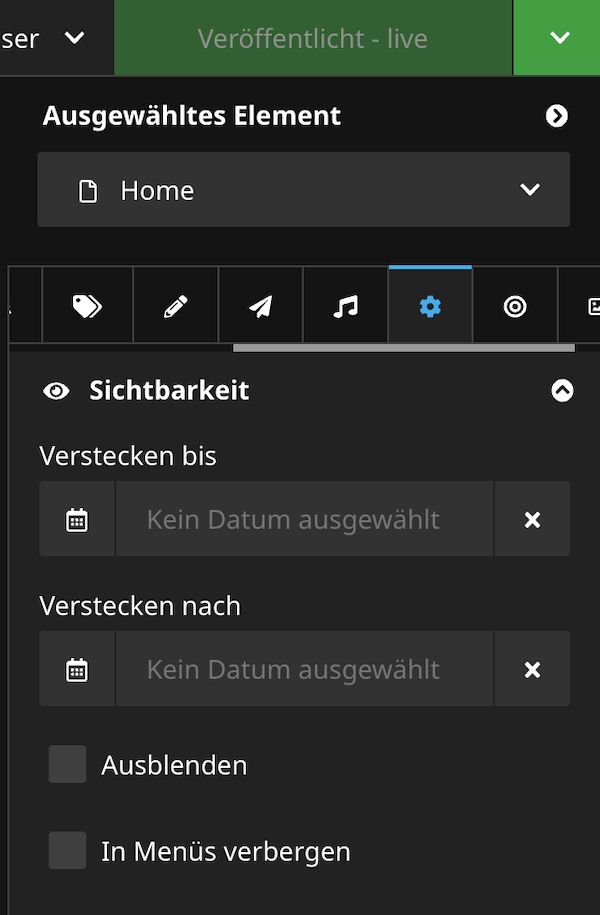 ser
Veröffentlicht - live
Ausgewähltes Element
Home
Sichtbarkeit
Verstecken bis
Kein Datum ausgewählt
Verstecken nach
Kein Datum ausgewählt
Ausblenden
In Menüs verbergen